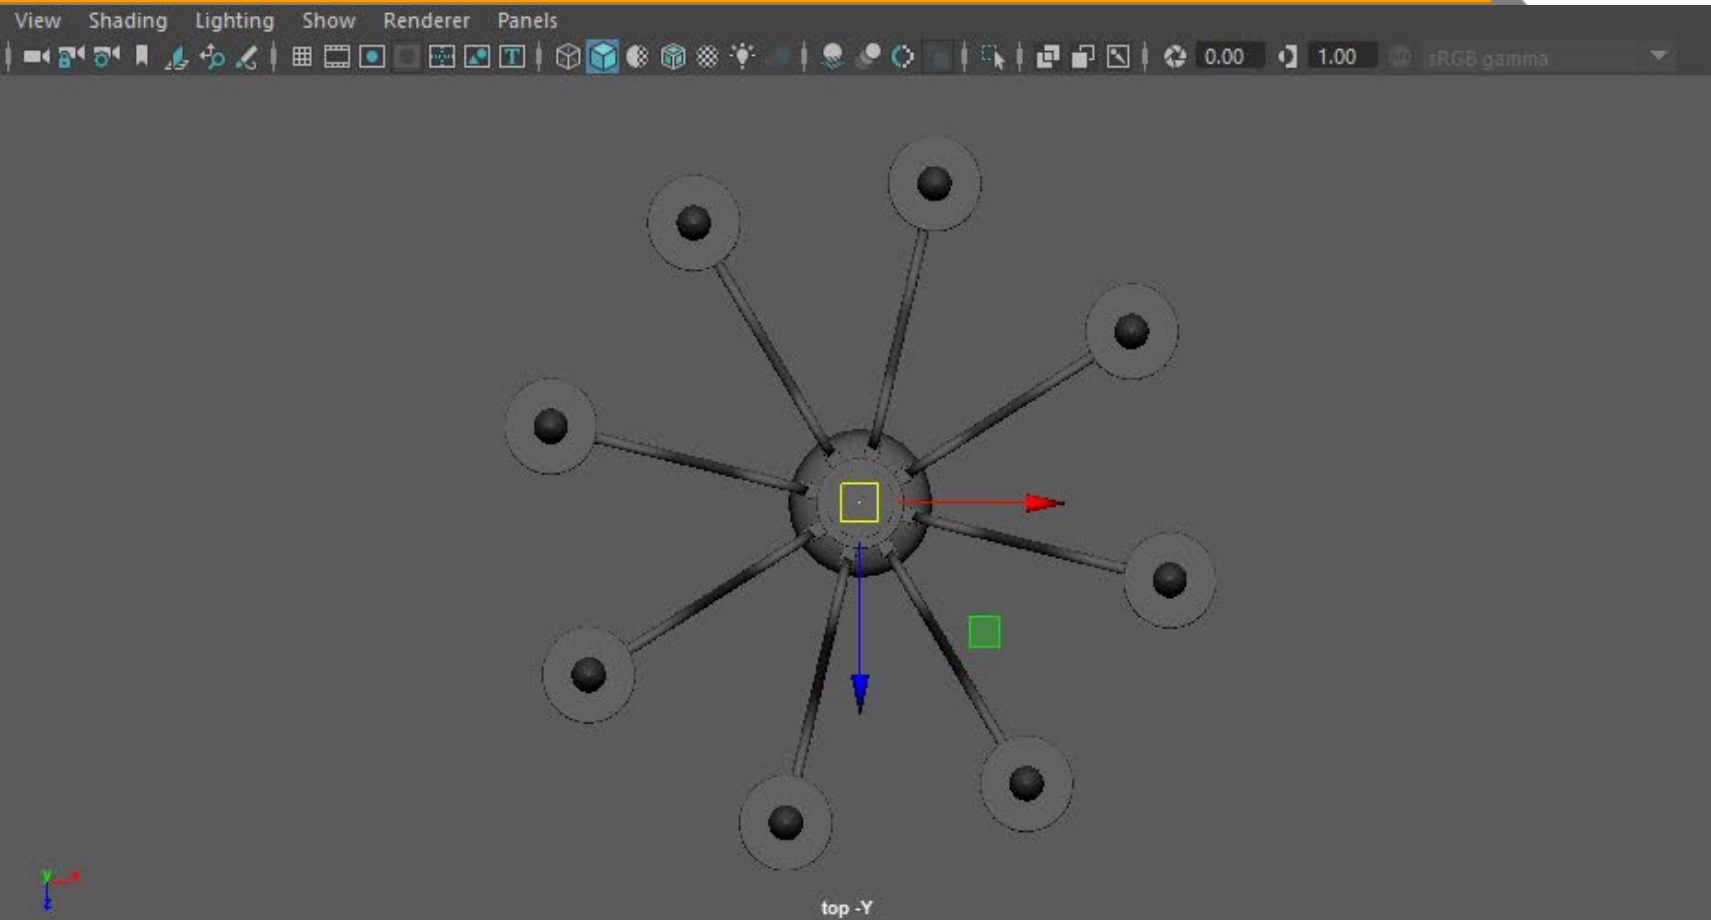 View Shading Lighting Show Renderer Panels
T 0.00 1.00 sRGB gamma
y x
z
top -Y